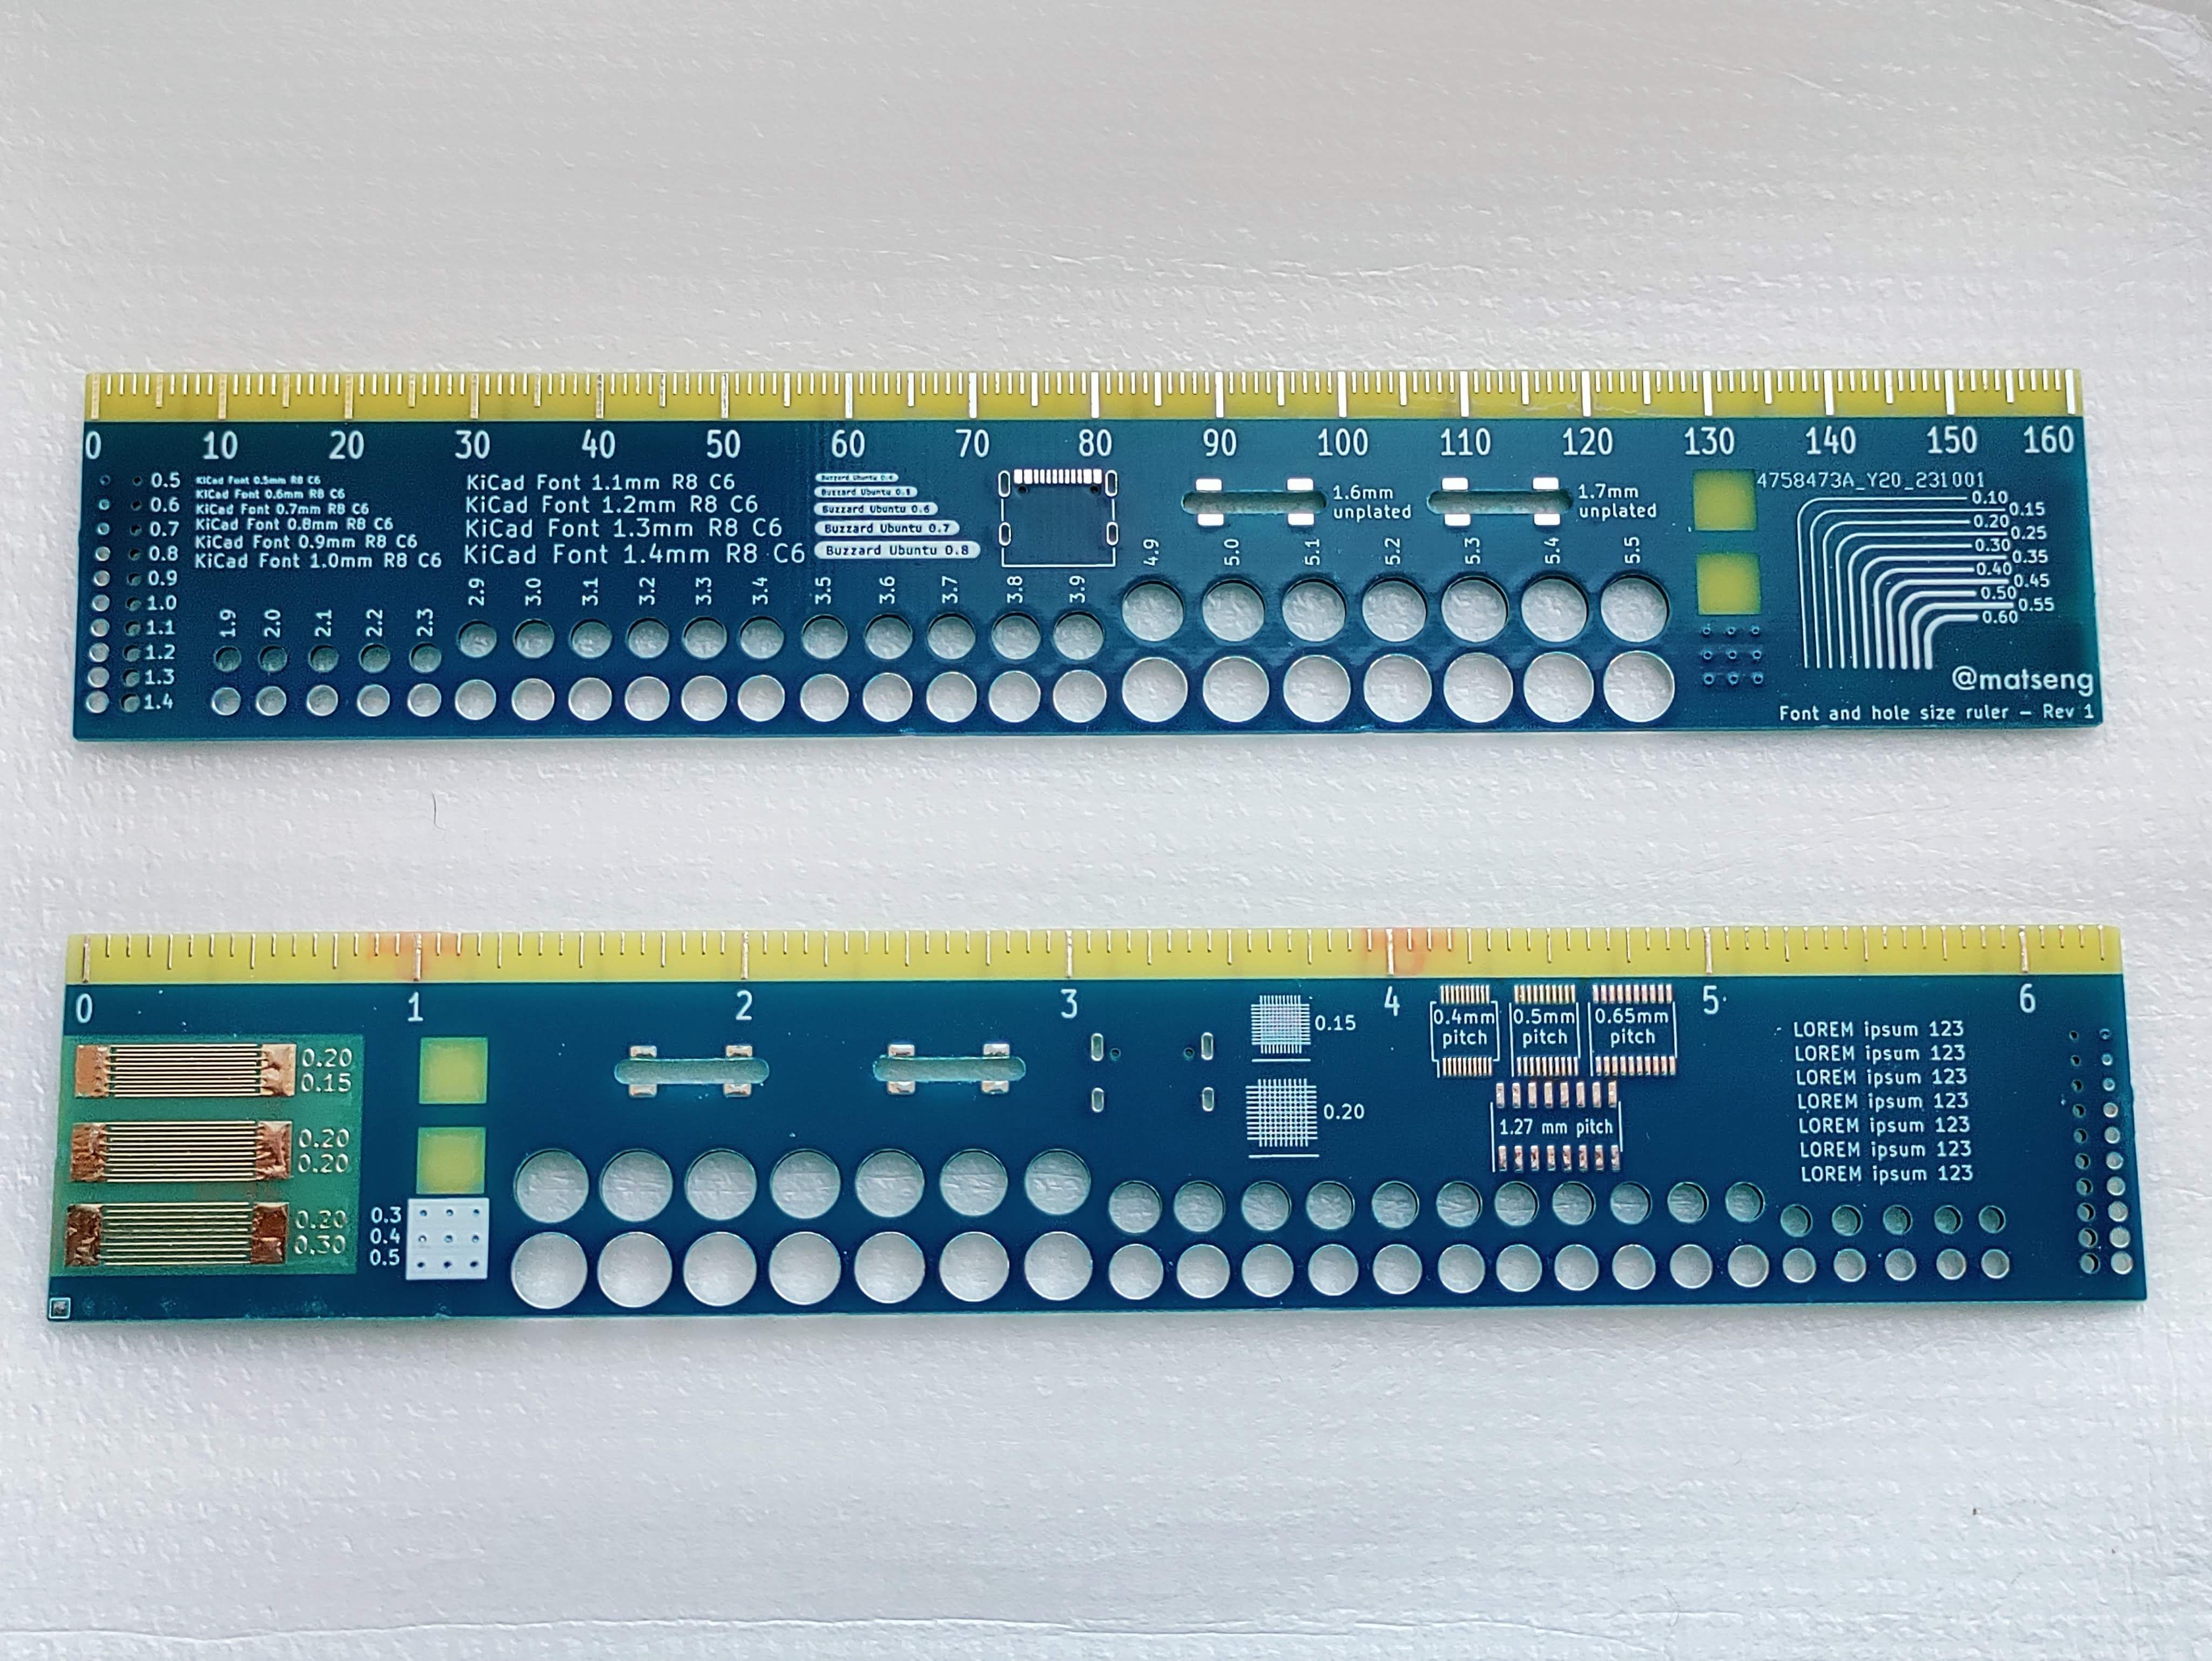 0 10 20 30 40 50 60 70 80 90 100 110 120 130 140 150 160
0.5
0.6
0.7
0.8
0.9
1.0
1.1
1.2
1.3
1.4
KiCad Font 0.5mm R8 C6
KiCad Font 0.6mm R8 C6
KiCad Font 0.7mm R8 C6
KiCad Font 0.8mm R8 C6
KiCad Font 0.9mm R8 C6
KiCad Font 1.0mm R8 C6
KiCad Font 1.1mm R8 C6
KiCad Font 1.2mm R8 C6
KiCad Font 1.3mm R8 C6
KiCad Font 1.4mm R8 C6
Buzzard Ubuntu
Buzzard Ubuntu
Buzzard Ubuntu 0.6
Buzzard Ubuntu 0.7
Buzzard Ubuntu 0.8
1.6mm
unplated
1.7mm
unplated
1.9 2.0 2.1 2.2 2.3 2.9 3.0 3.1 3.2 3.3 3.4 3.5 3.6 3.7 3.8 3.9 4.9 5.0 5.1 5.2 5.3 5.4 5.5
4758473A_Y20_231001
0.10
0.15
0.20
0.25
0.30
0.35
0.40
0.45
0.50
0.55
0.60
@matseng
Font and hole size ruler - Rev 1
0 1 2 3 4 5 6
0.20
0.15
0.20
0.20
0.20
0.30
0.3
0.4
0.5
0.15
0.20
0.4mm
pitch
0.5mm
pitch
0.65mm
pitch
1.27 mm pitch
LOREM ipsum 123
LOREM ipsum 123
LOREM ipsum 123
LOREM ipsum 123
LOREM ipsum 123
LOREM ipsum 123
LOREM ipsum 123